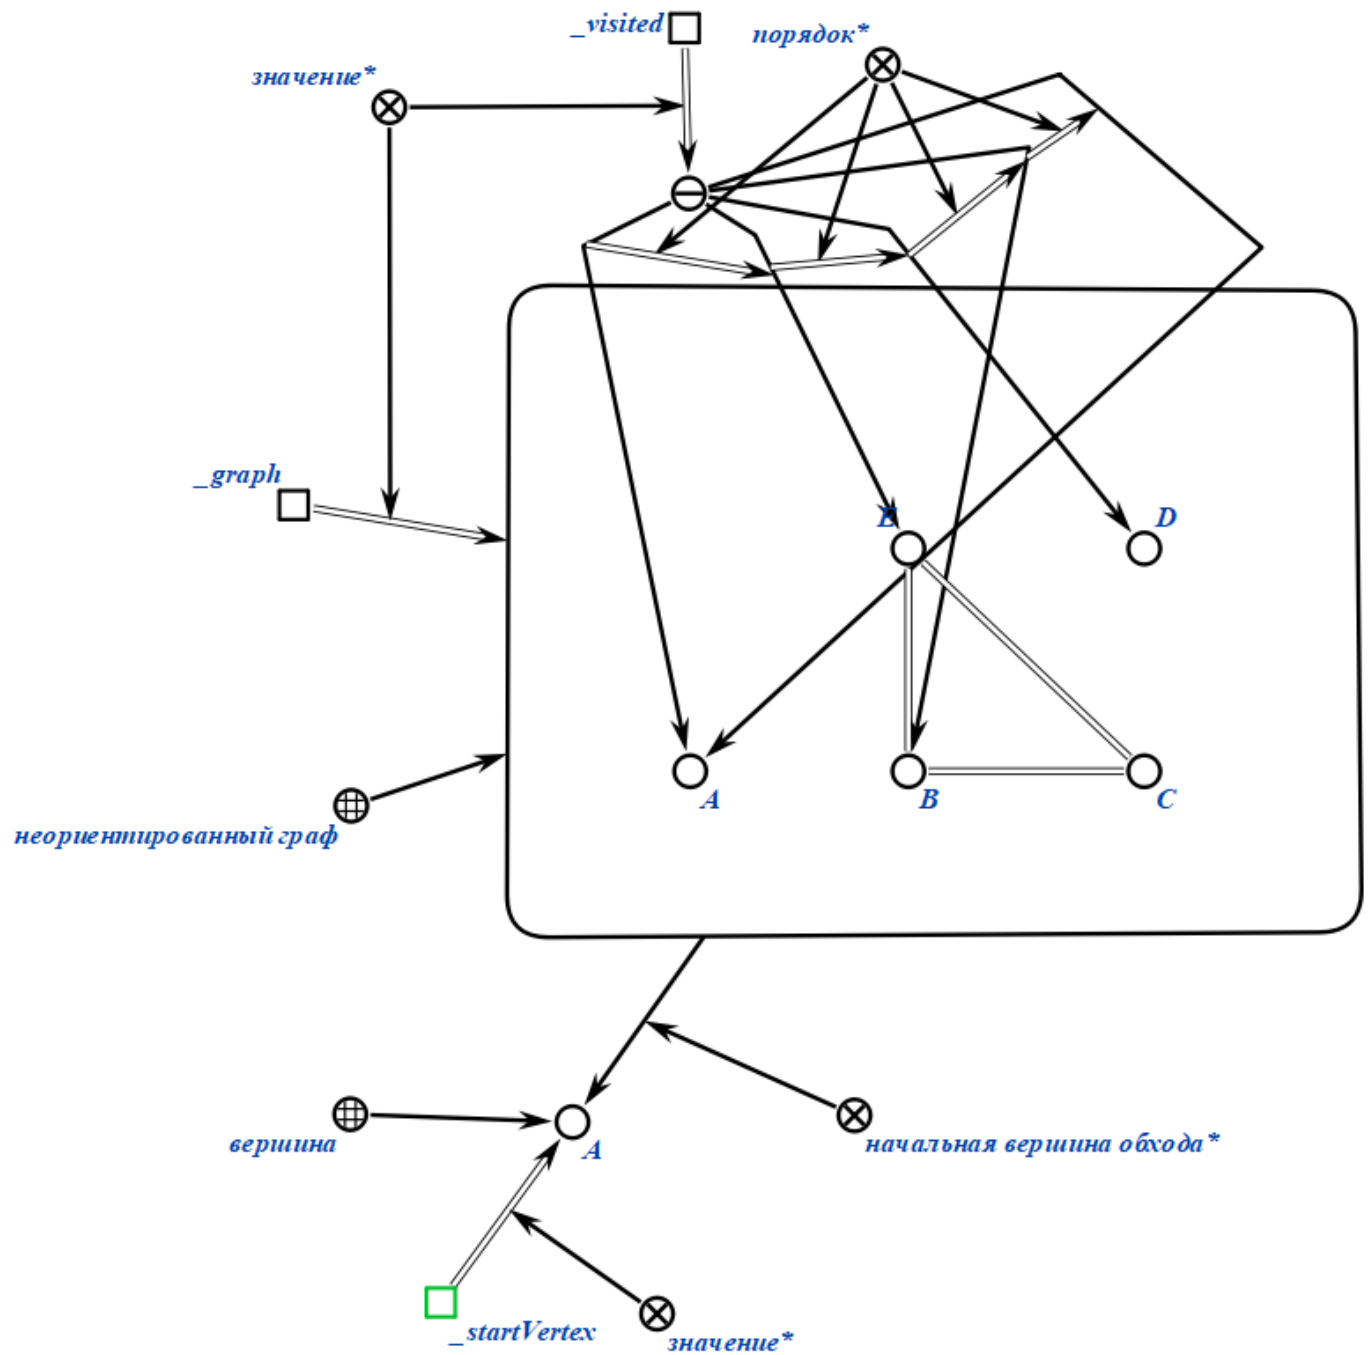 _visited
порядок*
значение*
_graph
E
D
A
B
C
неориентированный граф
вершина
A
начальная вершина обхода*
_startVertex
значение*